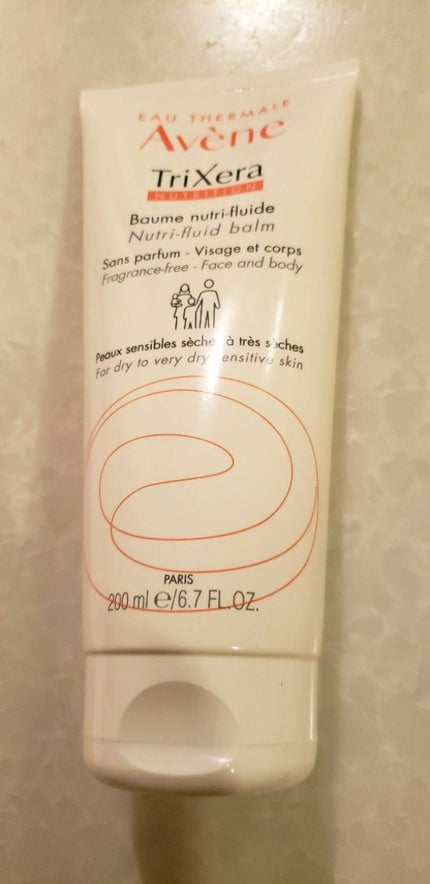 EAU THERMALE
Avène
TriXera
NUTRITION
Baume nutri-fluide
Nutri-fluid balm
Sans parfum - Visage et corps
Fragrance-free - Face and body
Peaux sensibles sèches à très sèches
For dry to very dry sensitive skin
PARIS
200 ml e/6.7 FL.OZ.